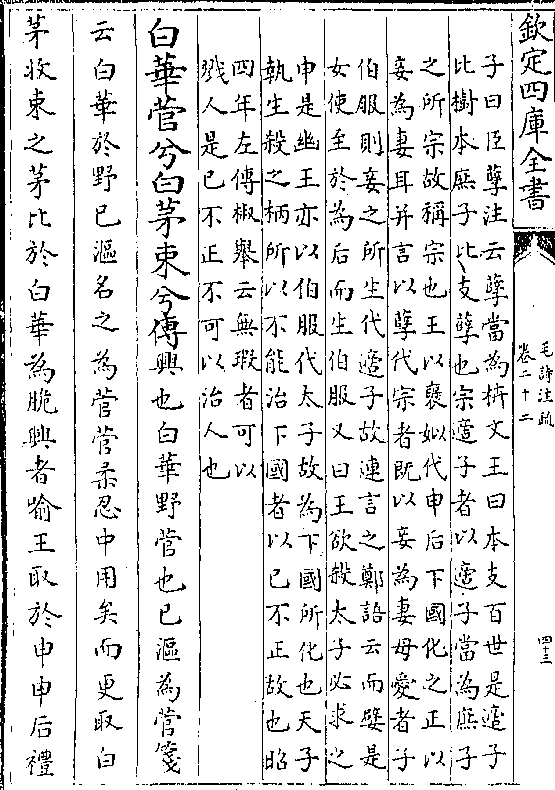 欽定四庫全書
毛詩注疏
卷二十二
四十三
子曰臣孽注云孽當為枿文王曰本支百世是適子
比樹本庶子比支孽也宗適子者以適子當為庶子
之所宗故稱宗也王以褒姒代申后下國化之正以
妾為妻耳并言以孽代宗者既以妾為妻母愛者子
伯服則妾之所生代適子故連言之鄭語云而嬖是
女使至於為后而生伯服又曰王欲殺太子必求之
申是幽王亦以伯服代太子故為下國所化也天子
執生殺之柄所以不能治下國者以已不正故也昭
四年左傳椒舉云無瑕者可以
戮人是已不正不可以治人也
白華菅兮白茅束兮傳興也白華野菅也已漚為菅箋
云白華於野已漚名之為菅菅柔忍中用矣而更取白
茅收束之茅比於白華為脆興者喻王取於申申后禮